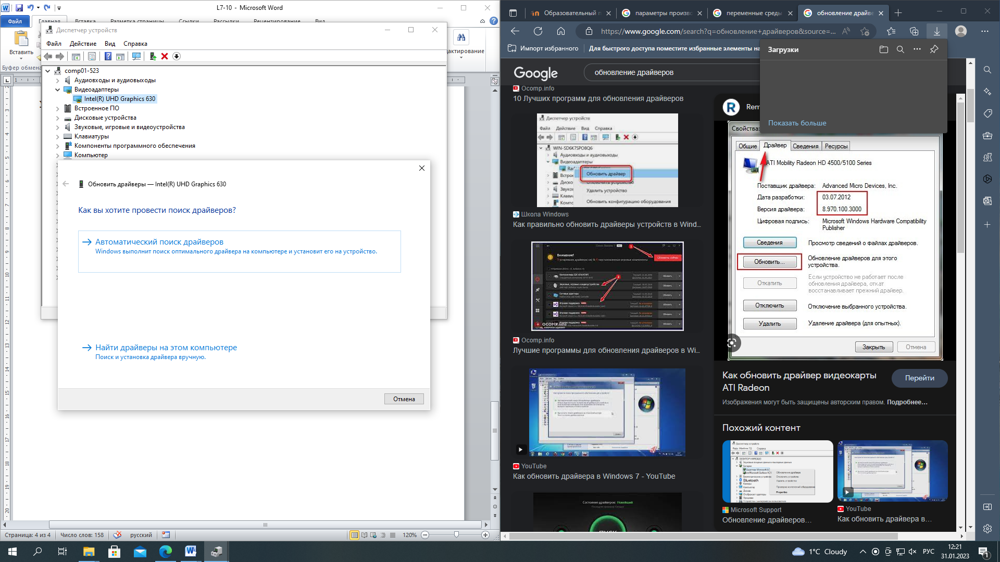 L7-10 - Microsoft Word
Файл
Главная
Вставка
Разметка страницы
Ссылки
Рассылки
Рецензирование
Вид
Вставить
Буфер обмена
Диспетчер устройств
Файл Действие Вид Справка
comp01-523
Аудиовходы и аудиовыходы
Видеоадаптеры
Intel(R) UHD Graphics 630
Встроенное ПО
Дисковые устройства
Звуковые, игровые и видеоустройства
Клавиатуры
Компоненты программного обеспечения
Компьютер
Обновить драйверы — Intel(R) UHD Graphics 630
Как вы хотите провести поиск драйверов?
Автоматический поиск драйверов
Windows выполнит поиск оптимального драйвера на компьютере и установит его на устройство.
Найти драйверы на этом компьютере
Поиск и установка драйвера вручную.
Отмена
Страница: 4 из 4
Число слов: 158
русский
120%
Образовательный п
параметры произво
переменные среды
обновление драйве
https://www.google.com/search?q=обновление+драйверов&source=...
Импорт избранного
Для быстрого доступа поместите избранные элементы на
Загрузки
Показать больше
Google
обновление драйверов
Ocomp.info
10 Лучших программ для обновления драйверов
Диспетчер устройств
Файл Действие Вид Справка
WIN-SD6K7SPO8Q6
Аудиовходы и аудиовыходы
Видеоадаптеры
Обновить драйвер
Удалить устройство
Обновить конфигурацию оборудования
Школа Windows
Как правильно обновить драйверы устройств в Wind...
Внимание!
Ocomp.info
Лучшие программы для обновления драйверов в Wi...
YouTube
Как обновить драйвера в Windows 7 - YouTube
Состояние драйверов: Новейший
ПУСК
Rem
Свойства:
Общие
Драйвер
Сведения
Ресурсы
ATI Mobility Radeon HD 4500/5100 Series
Поставщик драйвера: Advanced Micro Devices, Inc.
Дата разработки: 03.07.2012
Версия драйвера: 8.970.100.3000
Цифровая подпись: Microsoft Windows Hardware Compatibility
Publisher
Сведения
Просмотр сведений о файлах драйверов.
Обновить...
Обновление драйверов для этого
устройства.
Откатить
Если устройство не работает после
обновления драйвера, откат
восстанавливает прежний драйвер.
Отключить
Отключение выбранного устройства.
Удалить
Удаление драйвера (для опытных).
Закрыть
Отмена
Как обновить драйвер видеокарты
ATI Radeon
Перейти
Изображения могут быть защищены авторским правом. Подробнее...
Похожий контент
Microsoft Support
Обновление драйверов...
YouTube
Как обновить драйвера в...
1°C Cloudy
РУС
12:21
31.01.2023
1